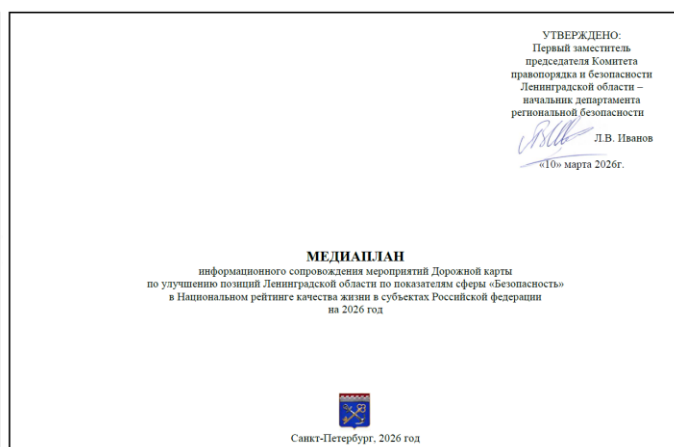 УТВЕРЖДЕНО:
Первый заместитель
председателя Комитета
правопорядка и безопасности
Ленинградской области –
начальник департамента
региональной безопасности
Л.В. Иванов
«10» марта 2026г.
МЕДИАПЛАН
информационного сопровождения мероприятий Дорожной карты
по улучшению позиций Ленинградской области по показателям сферы «Безопасность»
в Национальном рейтинге качества жизни в субъектах Российской федерации
на 2026 год
Санкт-Петербург, 2026 год